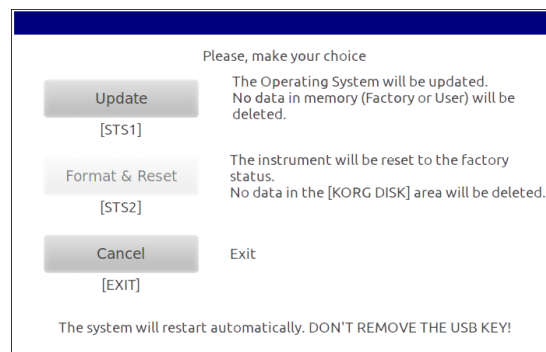 Please, make your choice
Update
The Operating System will be updated.
No data in memory (Factory or User) will be
deleted.
[STS1]
Format & Reset
The instrument will be reset to the factory
status.
No data in the [KORG DISK] area will be deleted.
[STS2]
Cancel
Exit
[EXIT]
The system will restart automatically. DON'T REMOVE THE USB KEY!